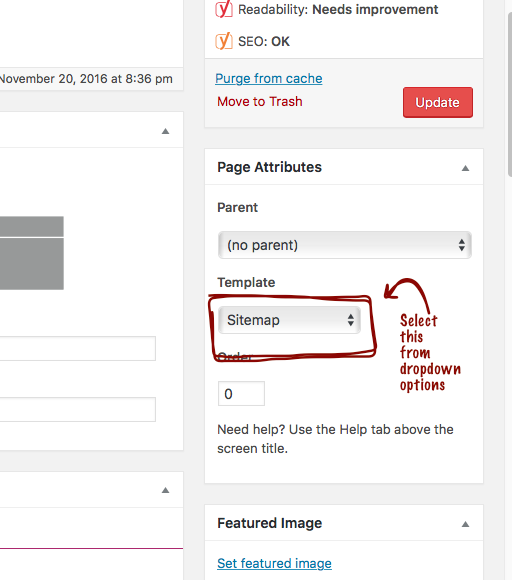 Readability: Needs improvement
SEO: OK
November 20, 2016 at 8:36 pm
Purge from cache
Move to Trash
Update
Page Attributes
Parent
(no parent)
Template
Sitemap
Select
this
from
dropdown
options
Order
0
Need help? Use the Help tab above the
screen title.
Featured Image
Set featured image